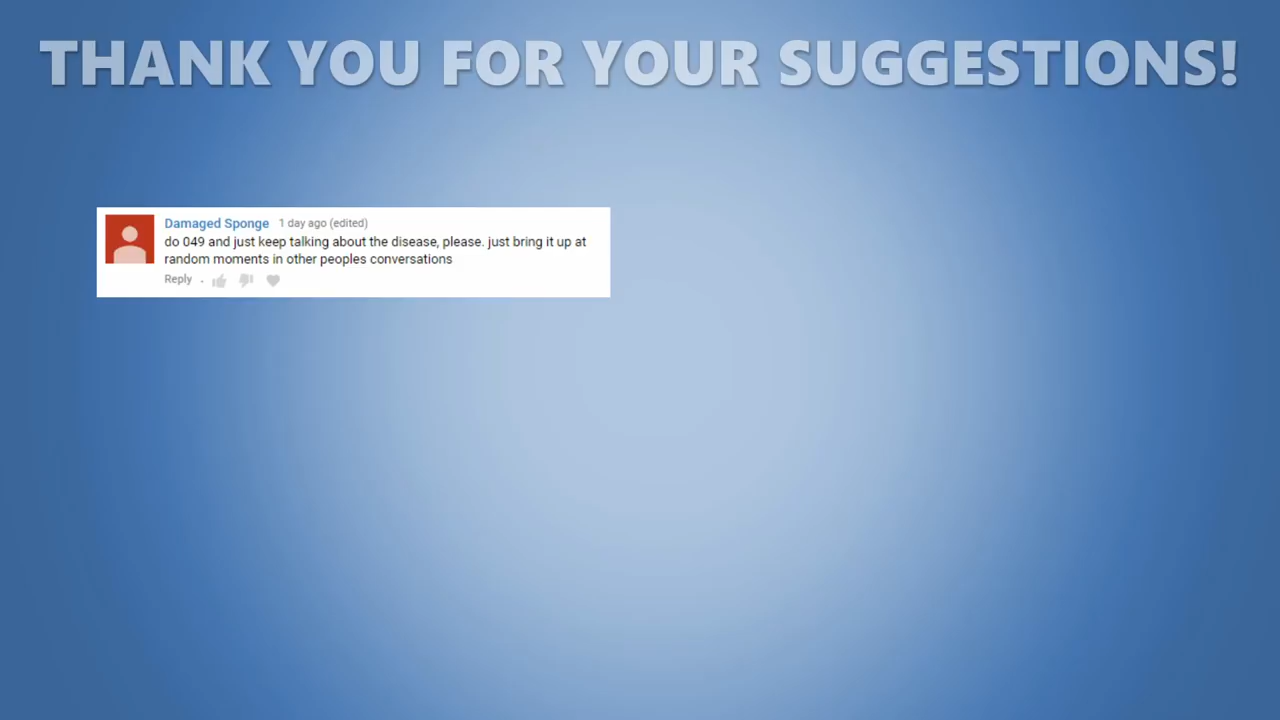 THANK YOU FOR YOUR SUGGESTIONS!
Damaged Sponge 1 day ago (edited)
do 049 and just keep talking about the disease, please. just bring it up at
random moments in other peoples conversations
Reply